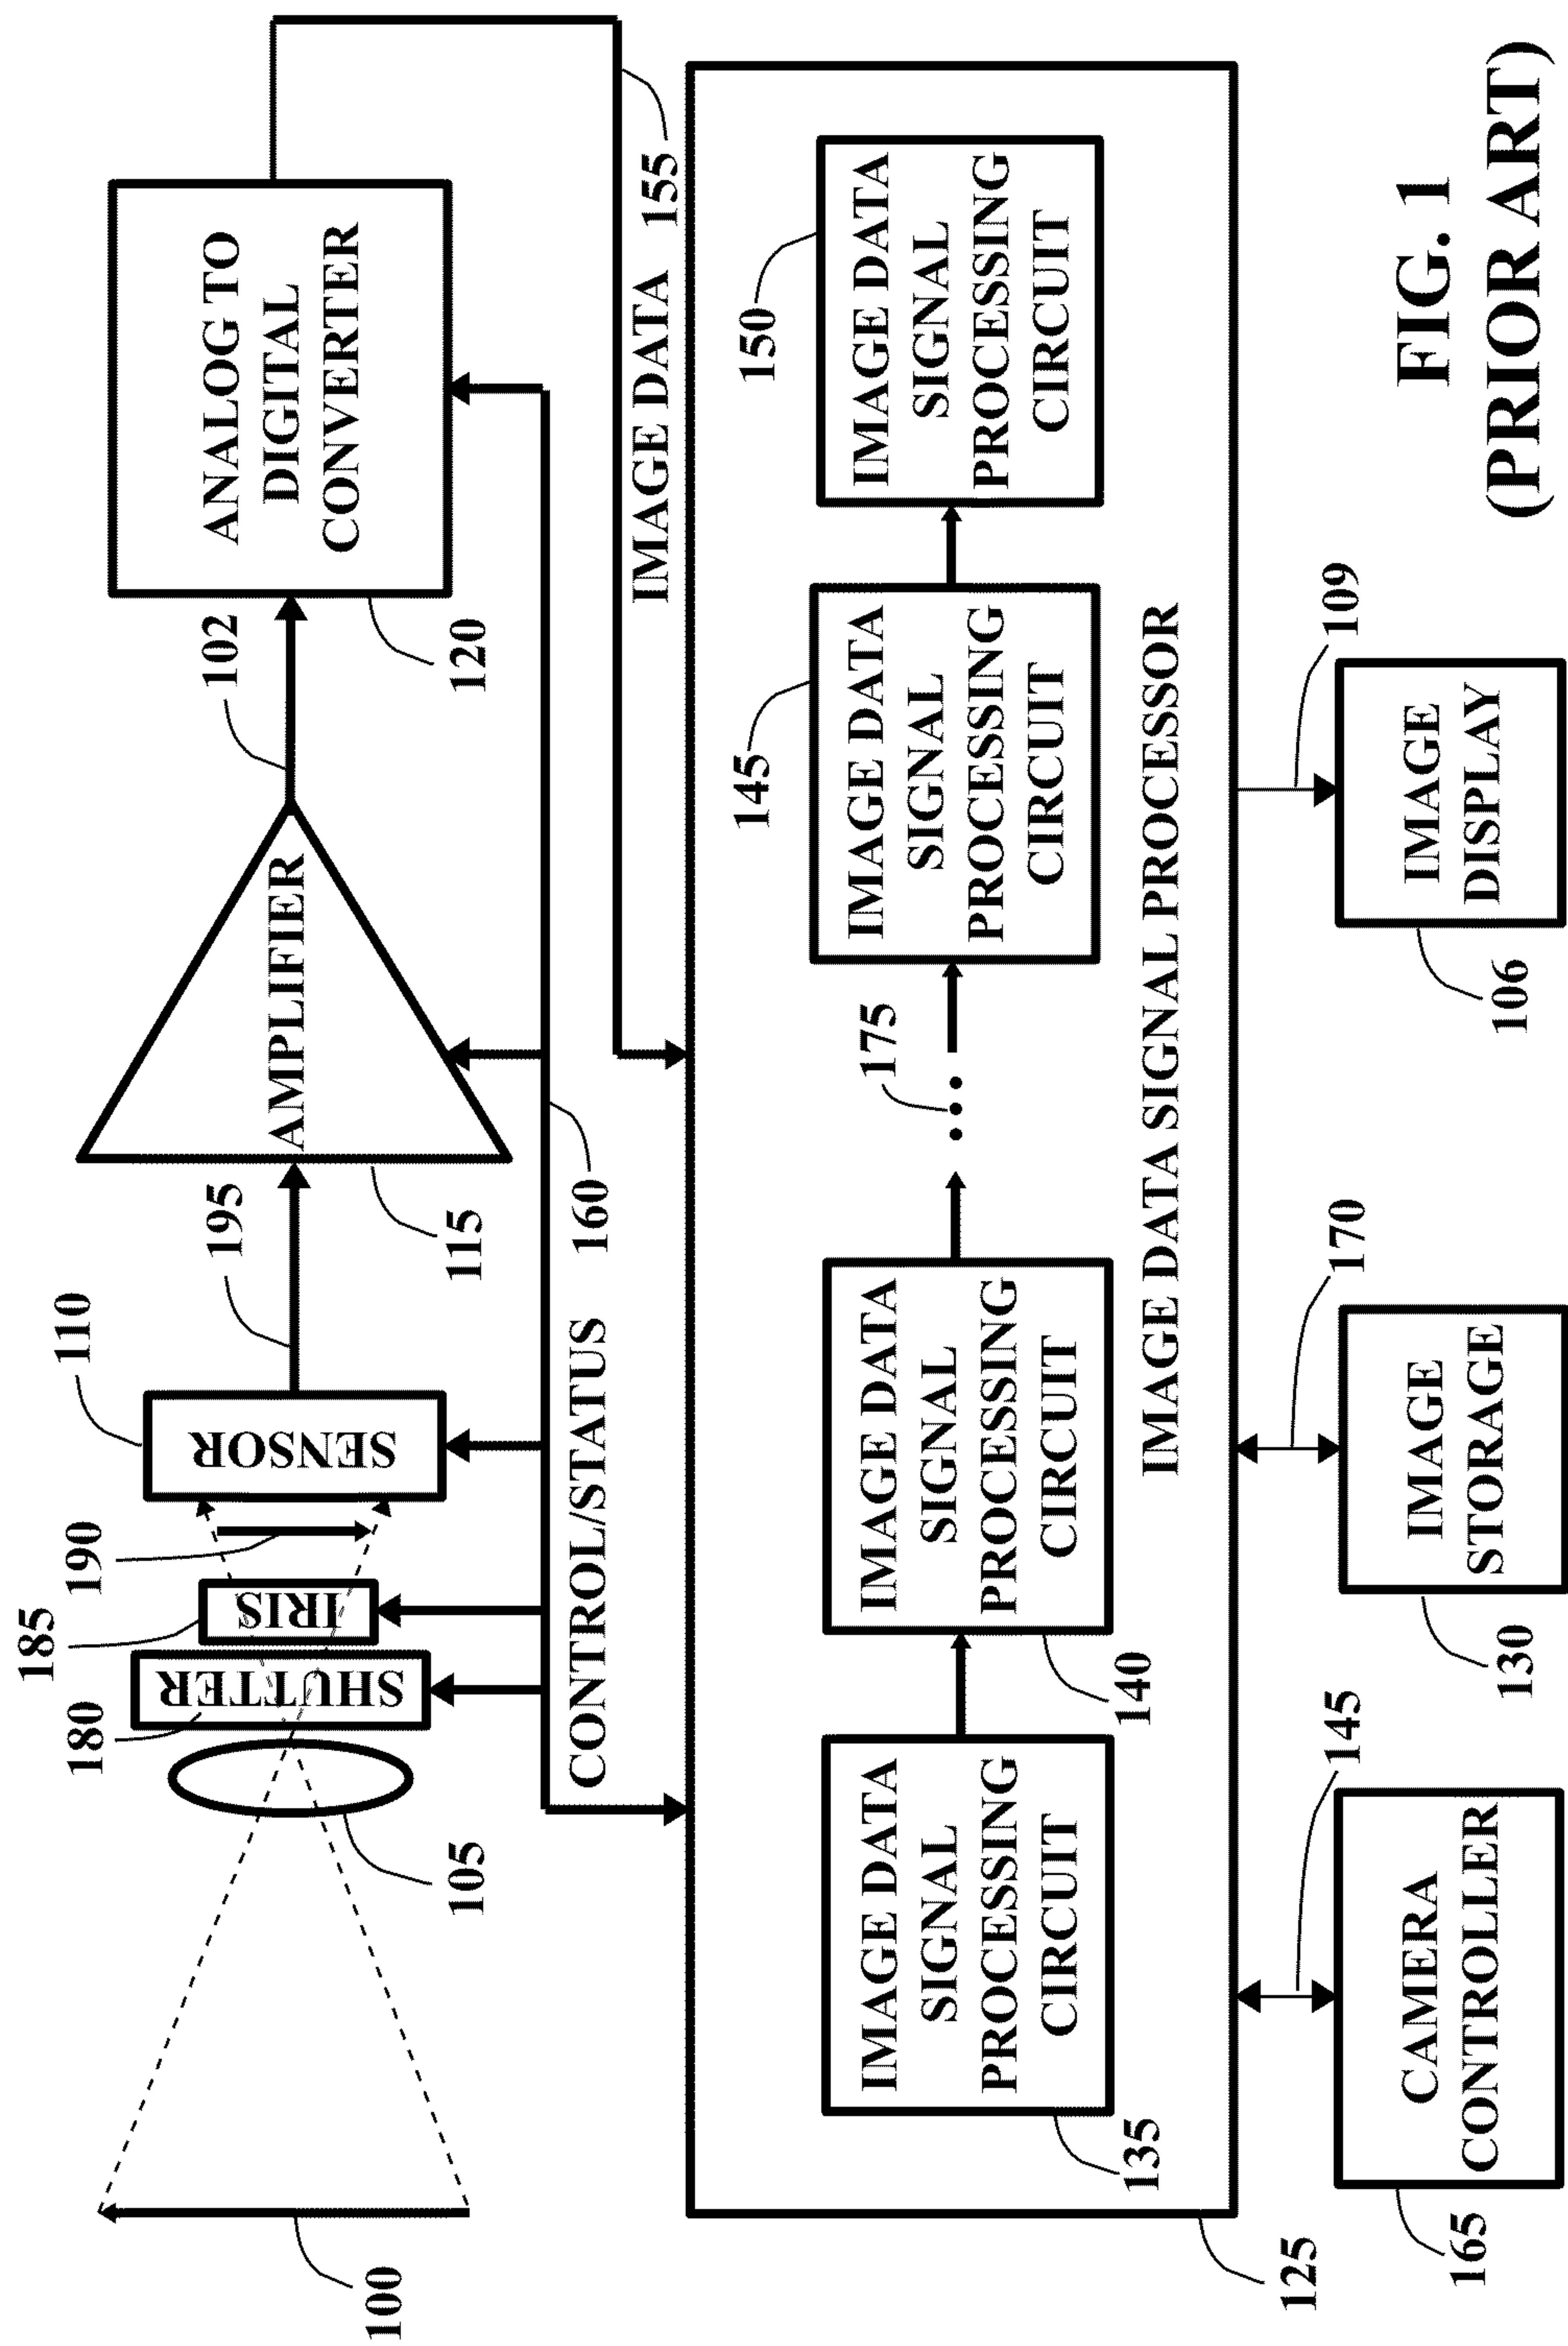 110
195
102
185
190
180
SHUTTER
IRIS
SENSOR
AMPLIFIER
ANALOG TO
DIGITAL
CONVERTER
100
105
115
120
CONTROL/STATUS
160
IMAGE DATA
155
IMAGE DATA
SIGNAL
PROCESSING
CIRCUIT
135
IMAGE DATA
SIGNAL
PROCESSING
CIRCUIT
140
175
145
IMAGE DATA
SIGNAL
PROCESSING
CIRCUIT
150
IMAGE DATA
SIGNAL
PROCESSING
CIRCUIT
IMAGE DATA SIGNAL PROCESSOR
125
145
170
109
CAMERA
CONTROLLER
165
IMAGE
STORAGE
130
IMAGE
DISPLAY
106
FIG. 1
(PRIOR ART)